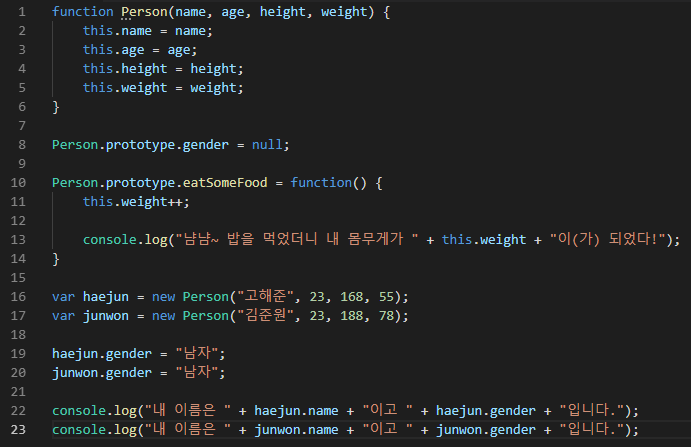 1 function Person(name, age, height, weight) {
2 this.name = name;
3 this.age = age;
4 this.height = height;
5 this.weight = weight;
6 }
7
8 Person.prototype.gender = null;
9
10 Person.prototype.eatSomeFood = function() {
11 this.weight++;
12
13 console.log("냠냠~ 밥을 먹었더니 내 몸무게가 " + this.weight + "이(가) 되었다!");
14 }
15
16 var haejun = new Person("고해준", 23, 168, 55);
17 var junwon = new Person("김준원", 23, 188, 78);
18
19 haejun.gender = "남자";
20 junwon.gender = "남자";
21
22 console.log("내 이름은 " + haejun.name + "이고 " + haejun.gender + "입니다.");
23 console.log("내 이름은 " + junwon.name + "이고 " + junwon.gender + "입니다.");